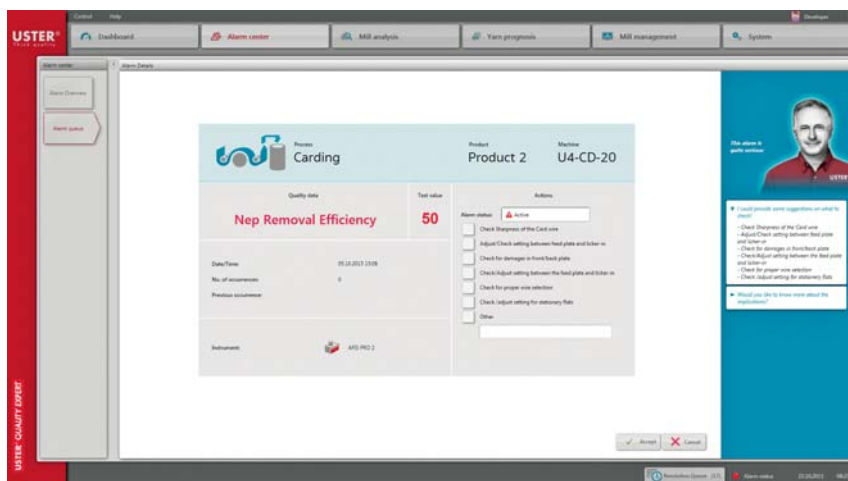 Control Help
Developer
USTER®
Think quality
Dashboard
Alarm center
Mill analysis
Yarn prognosis
Mill management
System
Alarm center
Alarm Details
Alarm Overview
Alarm queue
Process
Carding
Product
Product 2
Machine
U4-CD-20
Quality data
Test value
Actions
Nep Removal Efficiency
50
Alarm status:
Active
Check Sharpness of the Card wire
Adjust/Check setting between feed plate and licker-in
Check for damages in front/back plate
Check/Adjust setting between the feed plate and licker-in
Check for proper wire selection
Check /adjust setting for stationary flats
Other
Date/Time:
No. of occurrences:
Previous occurrence:
Instrument:
AFIS PRO 2
This alarm is
quite serious
USTER
I could provide some suggestions on what to
check?
- Check Sharpness of the Card wire
- Adjust/Check setting between feed plate
and licker-in
- Check for damages in front/back plate
- Check/Adjust setting between the feed plate
and licker-in
- Check for proper wire selection
- Check /adjust setting for stationary flats
Would you like to know more about the
implications?
Accept
Cancel
USTER® QUALITY EXPERT
Alarm status